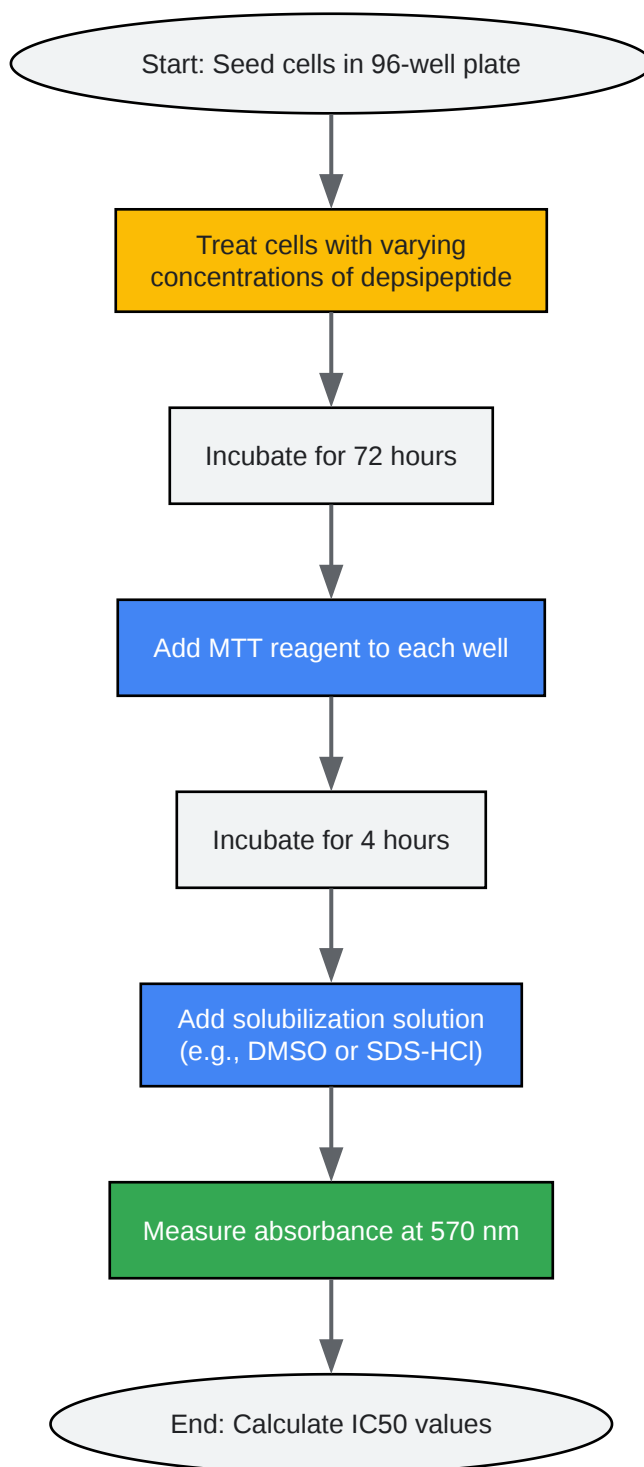 Start: Seed cells in 96-well plate
Treat cells with varying
concentrations of depsipeptide
Incubate for 72 hours
Add MTT reagent to each well
Incubate for 4 hours
Add solubilization solution
(e.g., DMSO or SDS-HCl)
Measure absorbance at 570 nm
End: Calculate IC50 values